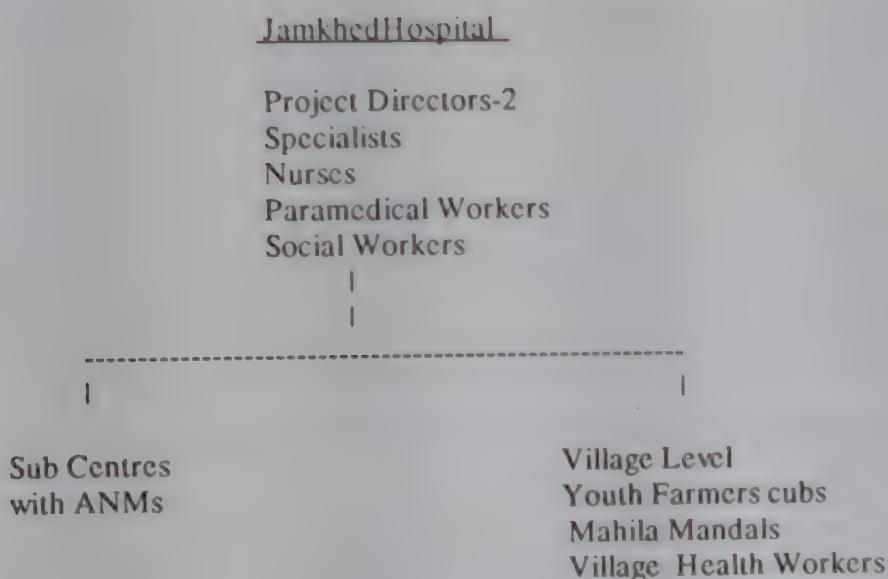 JamkhedHospital
Project Directors-2
Specialists
Nurses
Paramedical Workers
Social Workers
Sub Centres
with ANMs
Village Level
Youth Farmers cubs
Mahila Mandals
Village Health Workers